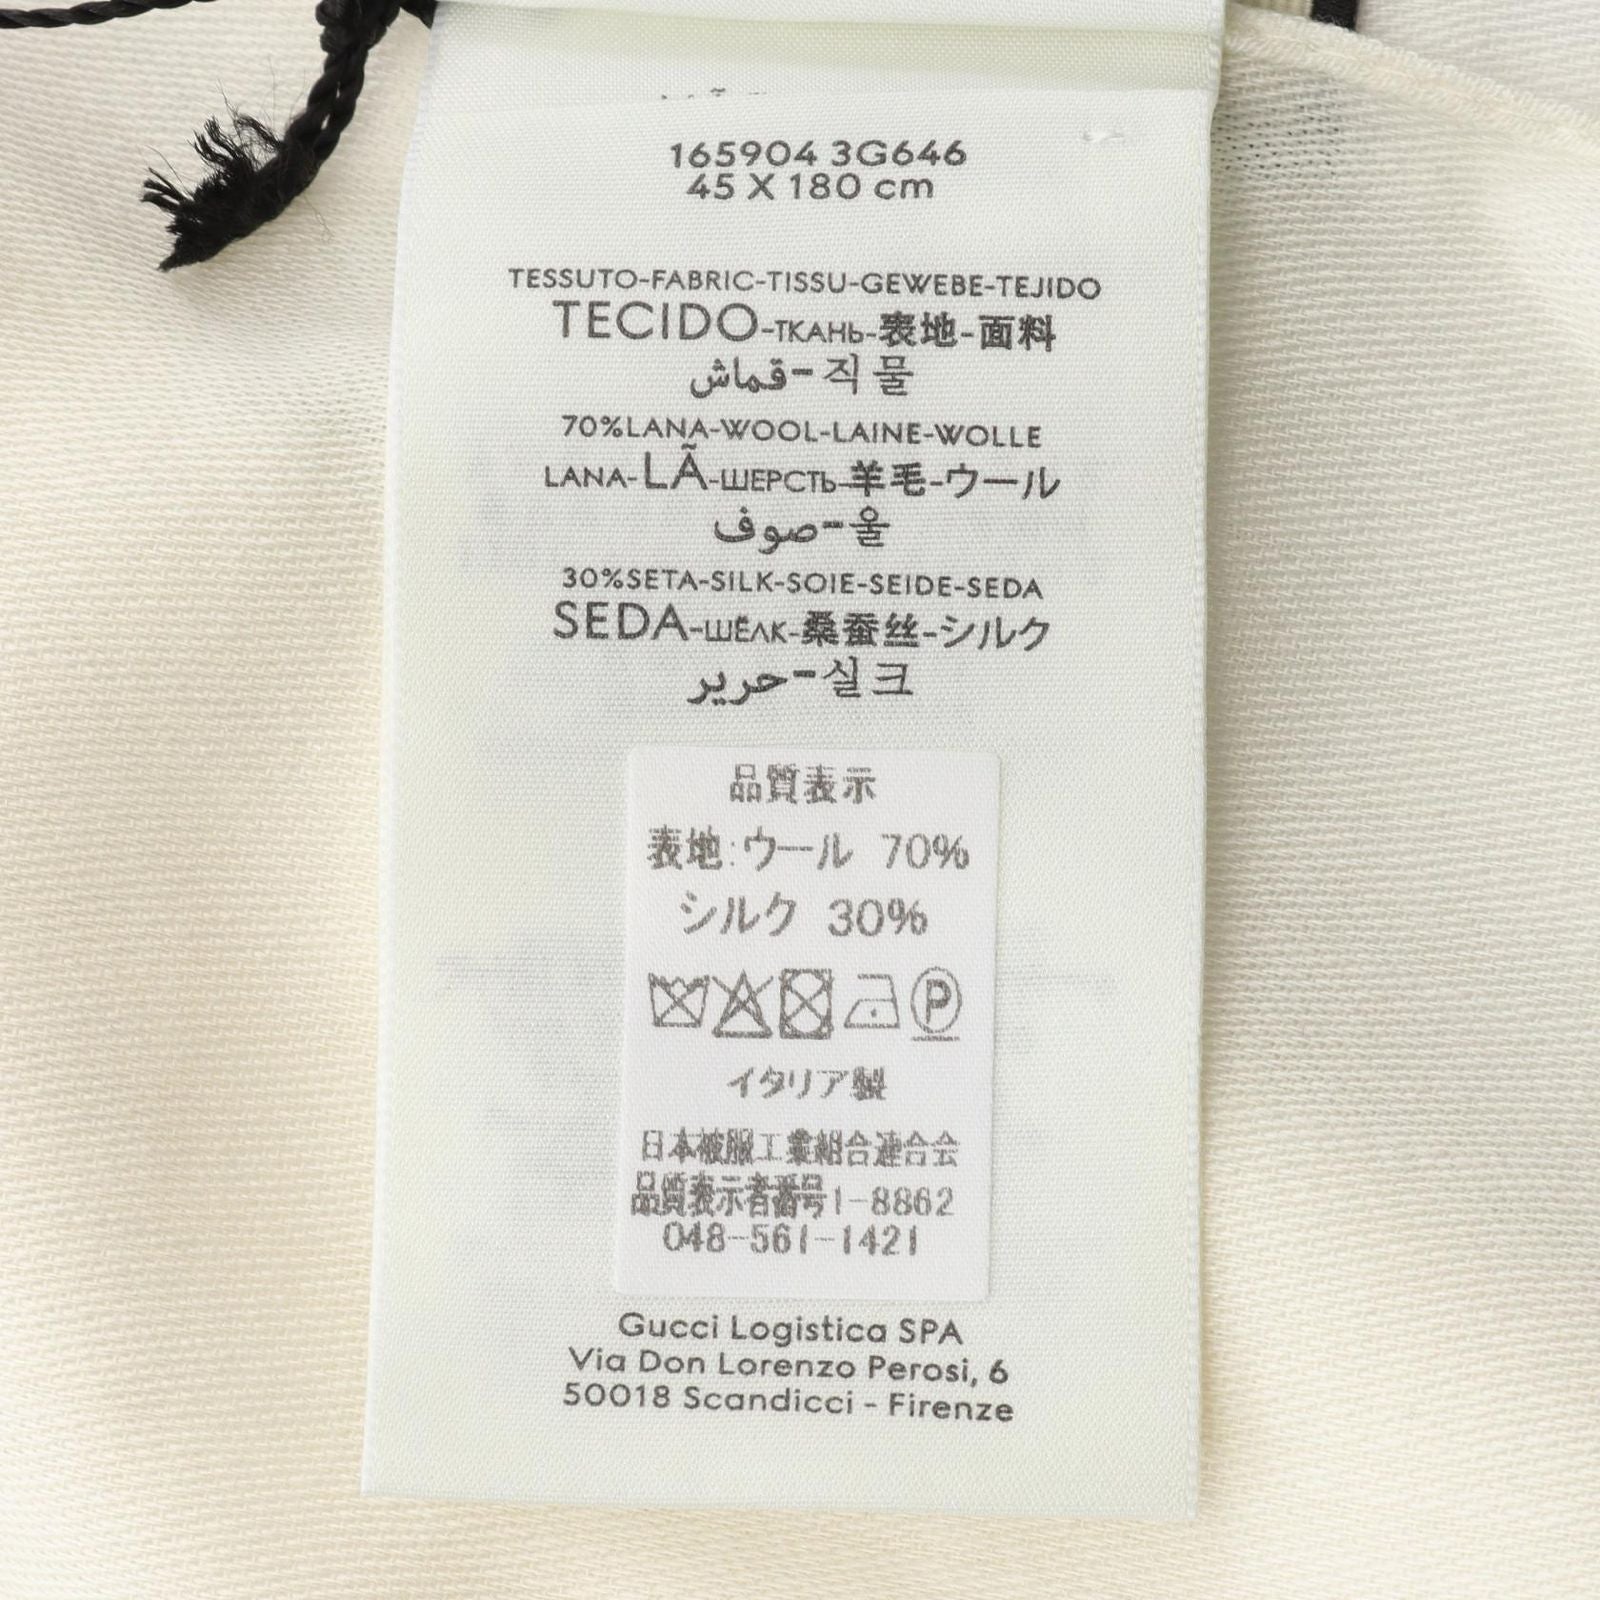 165904 3G646
45 X 180 cm
TESSUTO-FABRIC-TISSU-GEWEBE-TEJIDO
TECIDO-ТКАНЬ-表地-面料
قماش-직물
70%LANA-WOOL-LAINE-WOLLE
LANA-LÃ-ШЕРСТЬ-羊毛-ウール
صوف-울
30%SETA-SILK-SOIE-SEIDE-SEDA
SEDA-ШЁЛК-桑蚕丝-シルク
حرير-실크
品質表示
表地:ウール 70%
シルク 30%
P
イタリア製
日本被服工業組合連合会
品質表示者番号1-8862
048-561-1421
Gucci Logistica SPA
Via Don Lorenzo Perosi, 6
50018 Scandicci - Firenze